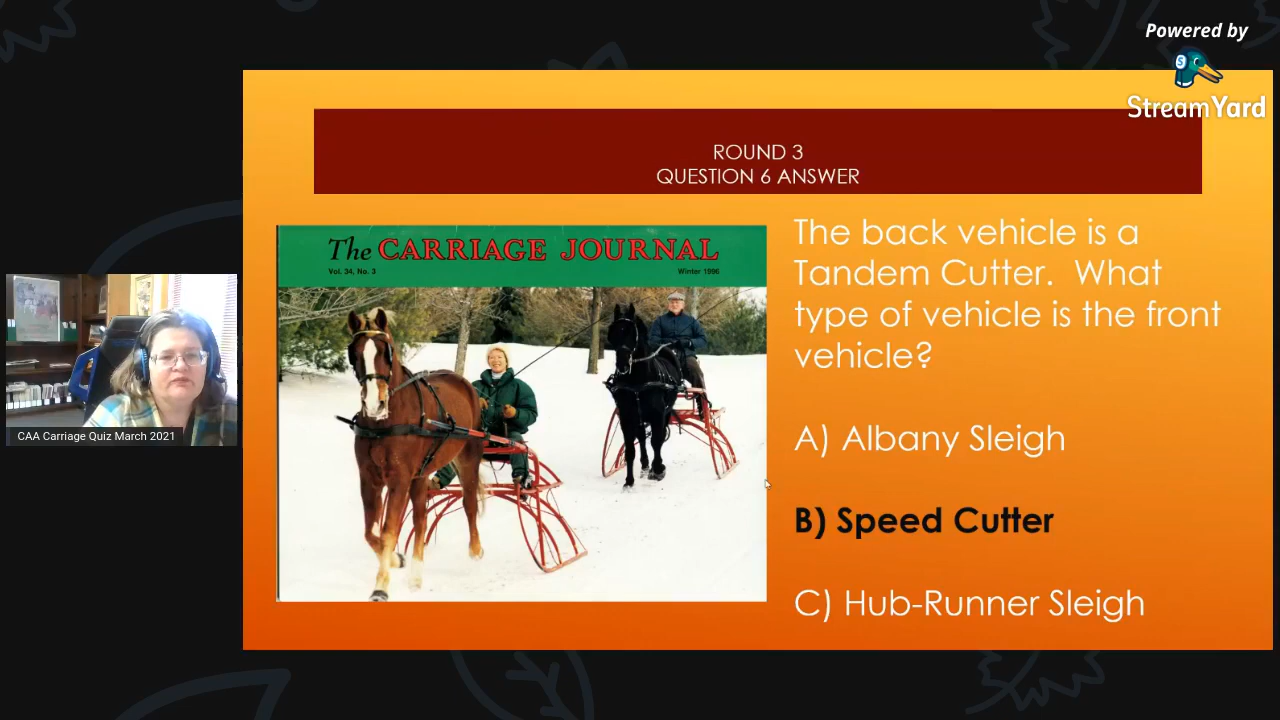 Powered by
StreamYard
ROUND 3
QUESTION 6 ANSWER
The CARRIAGE JOURNAL
Vol. 34, No. 3 Winter 1996
The back vehicle is a
Tandem Cutter. What
type of vehicle is the front
vehicle?
A) Albany Sleigh
B) Speed Cutter
C) Hub-Runner Sleigh
CAA Carriage Quiz March 2021